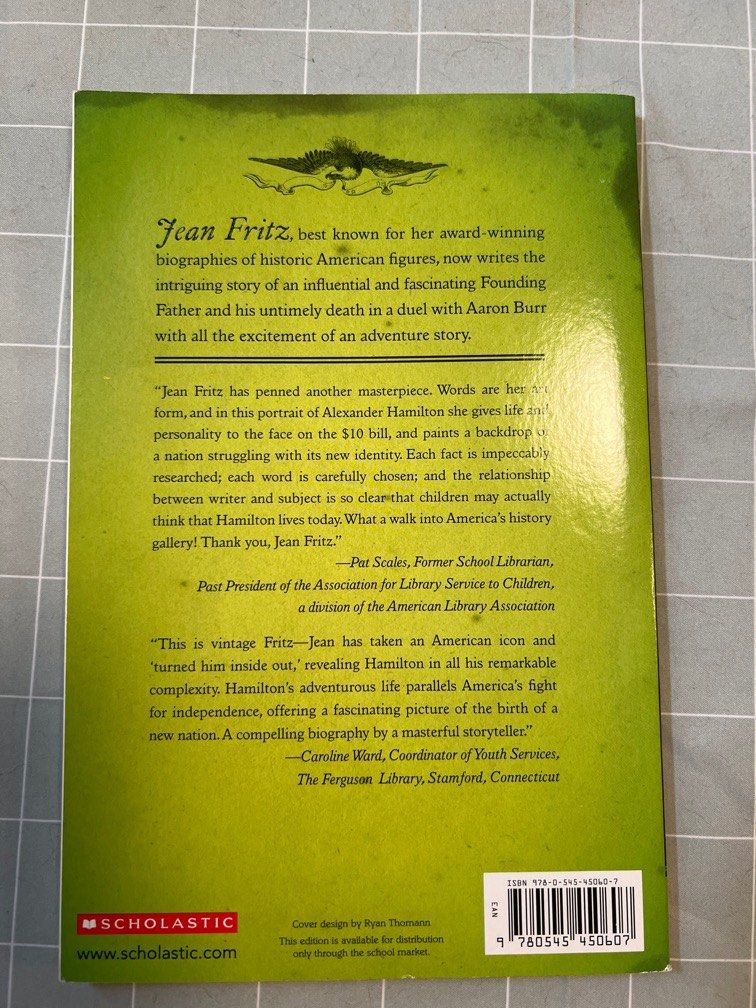 Jean Fritz, best known for her award-winning
biographies of historic American figures, now writes the
intriguing story of an influential and fascinating Founding
Father and his untimely death in a duel with Aaron Burr
with all the excitement of an adventure story.
“Jean Fritz has penned another masterpiece. Words are her art
form, and in this portrait of Alexander Hamilton she gives life and
personality to the face on the $10 bill, and paints a backdrop of
a nation struggling with its new identity. Each fact is impeccably
researched; each word is carefully chosen; and the relationship
between writer and subject is so clear that children may actually
think that Hamilton lives today. What a walk into America’s history
gallery! Thank you, Jean Fritz.”
—Pat Scales, Former School Librarian,
Past President of the Association for Library Service to Children,
a division of the American Library Association
“This is vintage Fritz—Jean has taken an American icon and
‘turned him inside out,’ revealing Hamilton in all his remarkable
complexity. Hamilton’s adventurous life parallels America’s fight
for independence, offering a fascinating picture of the birth of a
new nation. A compelling biography by a masterful storyteller.”
—Caroline Ward, Coordinator of Youth Services,
The Ferguson Library, Stamford, Connecticut
SCHOLASTIC
www.scholastic.com
Cover design by Ryan Thomann
This edition is available for distribution
only through the school market.
ISBN 978-0-545-45060-7
EAN
9 780545 450607